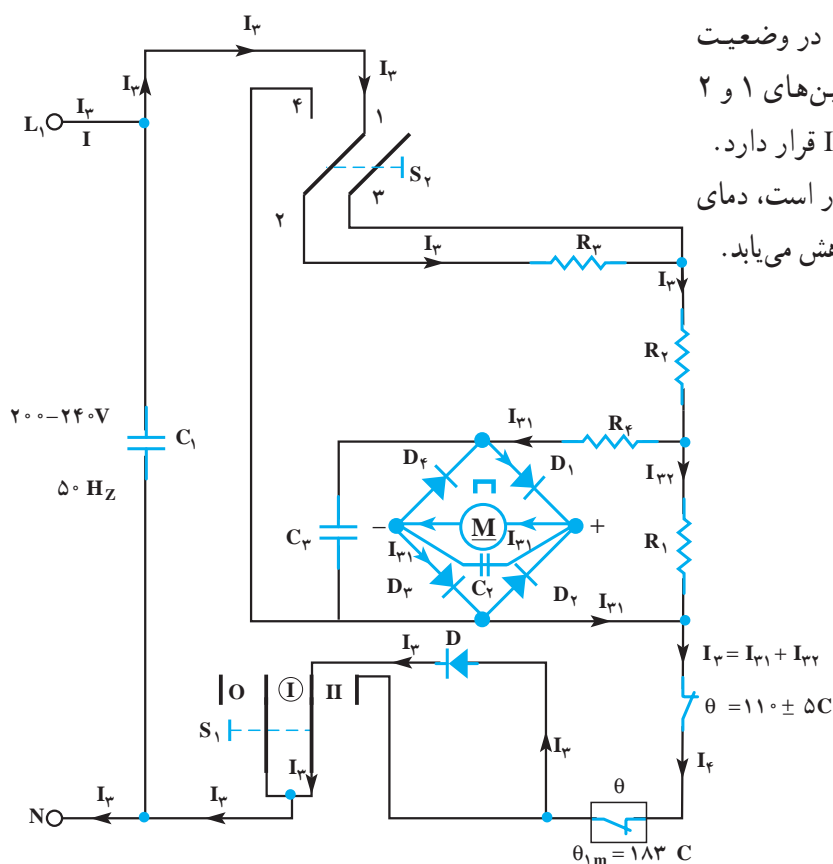 در وضعیت
ین‌های ۱ و ۲
I قرار دارد.
ر است، دمای
هش می‌یابد.
I۳
I۳
I۳
I۳
L۱
I
۴
۱
S۲
۳
۲
I۳
R۳
I۳
R۲
۲۰۰–۲۴۰V
C۱
۵۰ HZ
I۳۱
R۴
I۳۲
D۴
D۱
C۳
–
M
+
I۳۱
I۳۱
R۱
D۳
C۲
D۲
I۳۱
I۳
D
I۳ = I۳۱ + I۳۲
O
I
II
θ = ۱۱۰ ± ۵C
S۱
I۳
I۳
I۴
θ
N
I۳
I۳
θ۱m = ۱۸۳ C